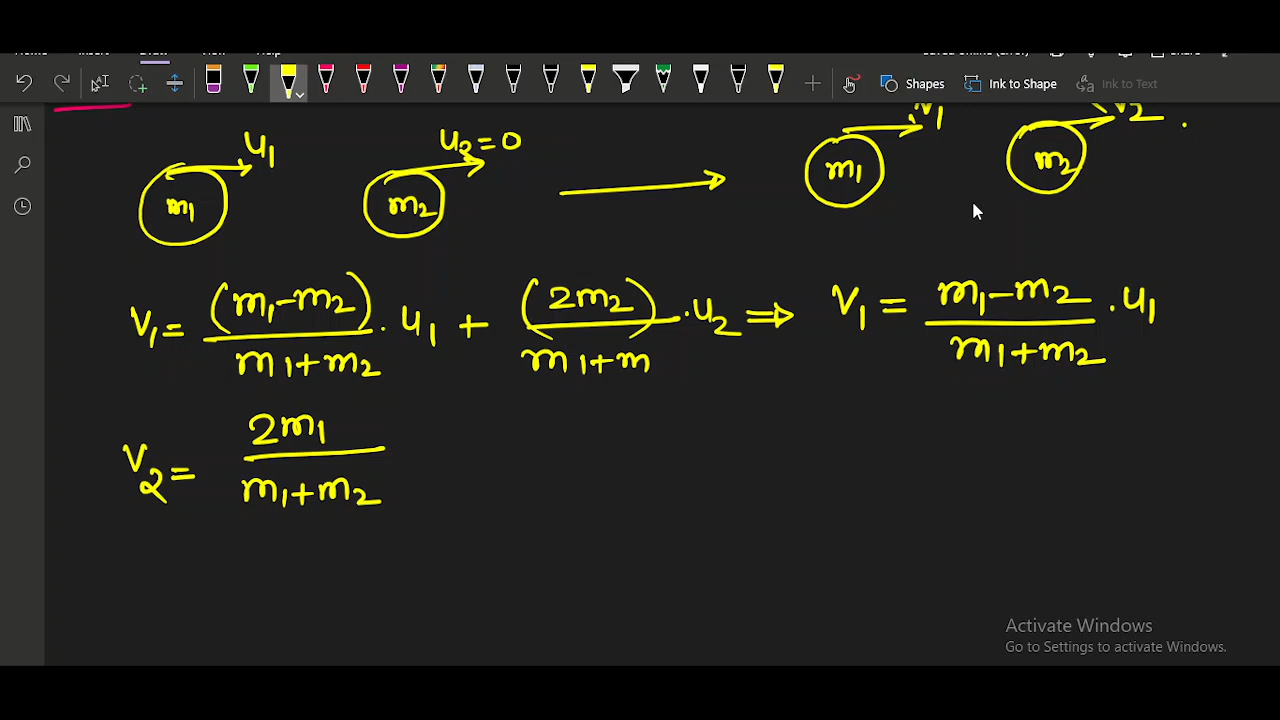 Shapes Ink to Shape Ink to Text
u1 u2=0 v1 v2
m1 m2 m1 m2
v1= (m1-m2)/m1+m2 . u1 + (2m2)/m1+m . u2 ⇒ v1 = m1-m2/m1+m2 . u1
v2= 2m1/m1+m2
Activate Windows
Go to Settings to activate Windows.